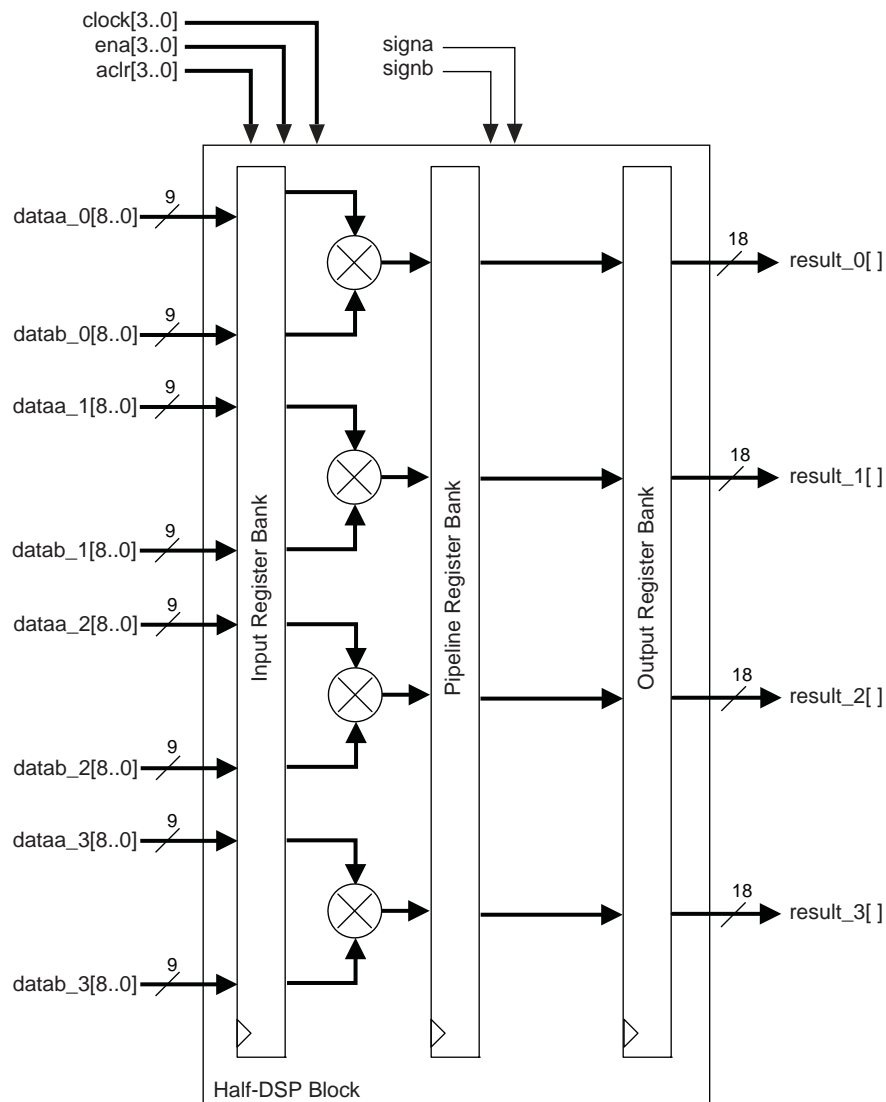 clock[3..0]
ena[3..0]
aclr[3..0]
signa
signb
dataa_0[8..0]
9
datab_0[8..0]
9
dataa_1[8..0]
9
datab_1[8..0]
9
dataa_2[8..0]
9
datab_2[8..0]
9
dataa_3[8..0]
9
datab_3[8..0]
9
Input Register Bank
Pipeline Register Bank
Output Register Bank
18
result_0[ ]
18
result_1[ ]
18
result_2[ ]
18
result_3[ ]
Half-DSP Block